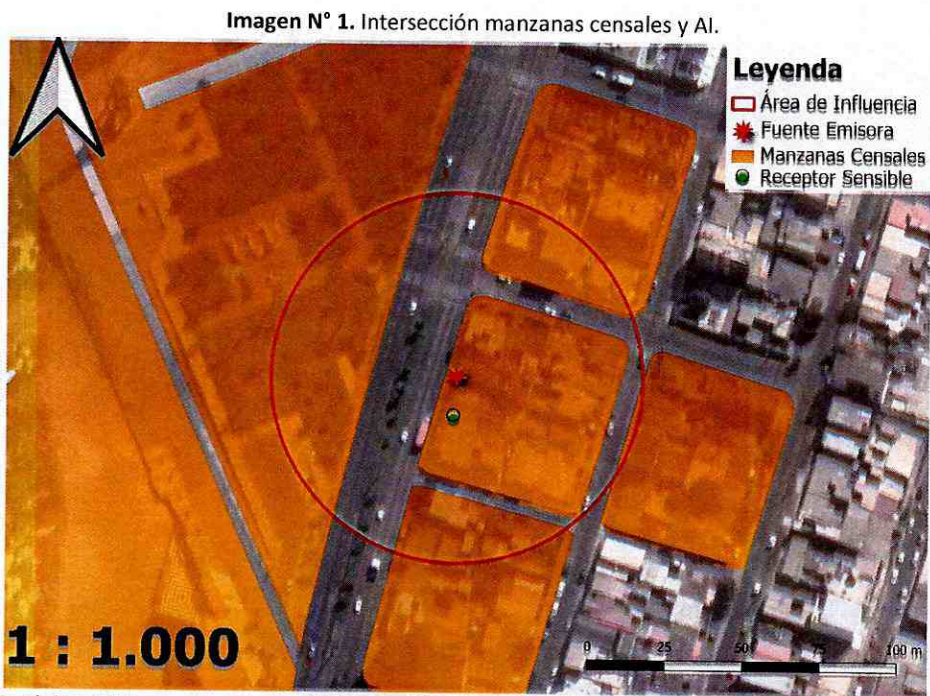 Imagen N° 1. Intersección manzanas censales y AI.
Leyenda
Área de Influencia
Fuente Emisora
Manzanas Censales
Receptor Sensible
1 : 1.000
0 25 50 75 100 m